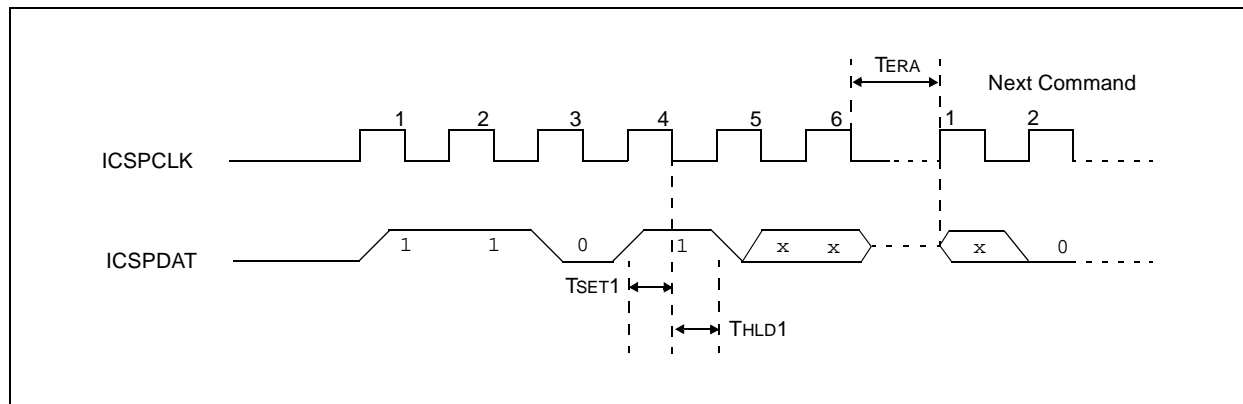 TERA
Next Command
1 2 3 4 5 6 1 2
ICSPCLK
1 1 0 1 x x x 0
ICSPDAT
TSET1
THLD1